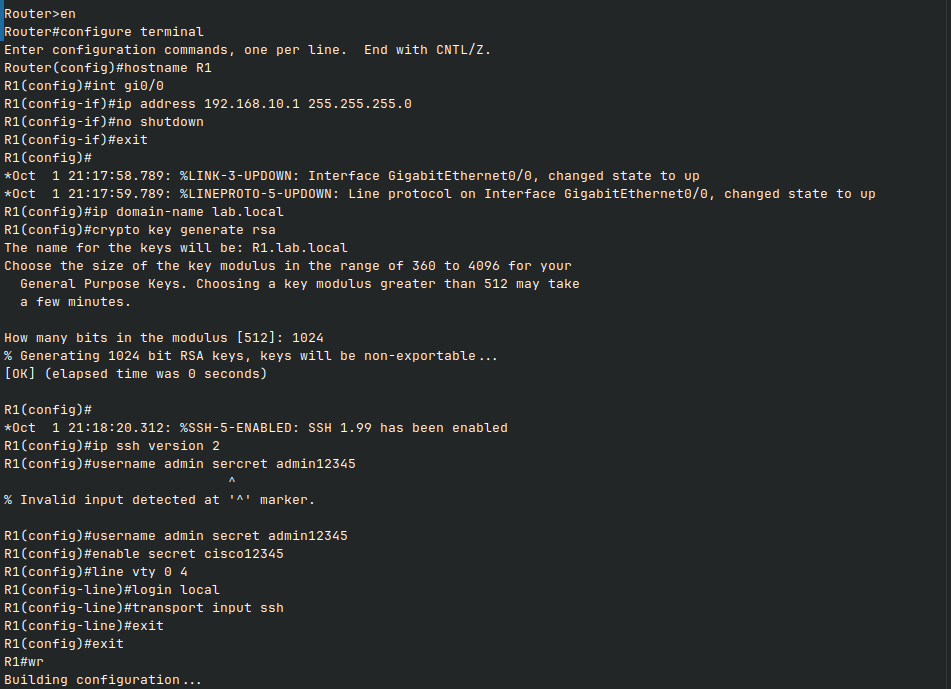 Router>en
Router#configure terminal
Enter configuration commands, one per line.  End with CNTL/Z.
Router(config)#hostname R1
R1(config)#int gi0/0
R1(config-if)#ip address 192.168.10.1 255.255.255.0
R1(config-if)#no shutdown
R1(config-if)#exit
R1(config)#
*Oct  1 21:17:58.789: %LINK-3-UPDOWN: Interface GigabitEthernet0/0, changed state to up
*Oct  1 21:17:59.789: %LINEPROTO-5-UPDOWN: Line protocol on Interface GigabitEthernet0/0, changed state to up
R1(config)#ip domain-name lab.local
R1(config)#crypto key generate rsa
The name for the keys will be: R1.lab.local
Choose the size of the key modulus in the range of 360 to 4096 for your
  General Purpose Keys. Choosing a key modulus greater than 512 may take
  a few minutes.

How many bits in the modulus [512]: 1024
% Generating 1024 bit RSA keys, keys will be non-exportable...
[OK] (elapsed time was 0 seconds)

R1(config)#
*Oct  1 21:18:20.312: %SSH-5-ENABLED: SSH 1.99 has been enabled
R1(config)#ip ssh version 2
R1(config)#username admin sercret admin12345
                            ^
% Invalid input detected at '^' marker.

R1(config)#username admin secret admin12345
R1(config)#enable secret cisco12345
R1(config)#line vty 0 4
R1(config-line)#login local
R1(config-line)#transport input ssh
R1(config-line)#exit
R1(config)#exit
R1#wr
Building configuration...